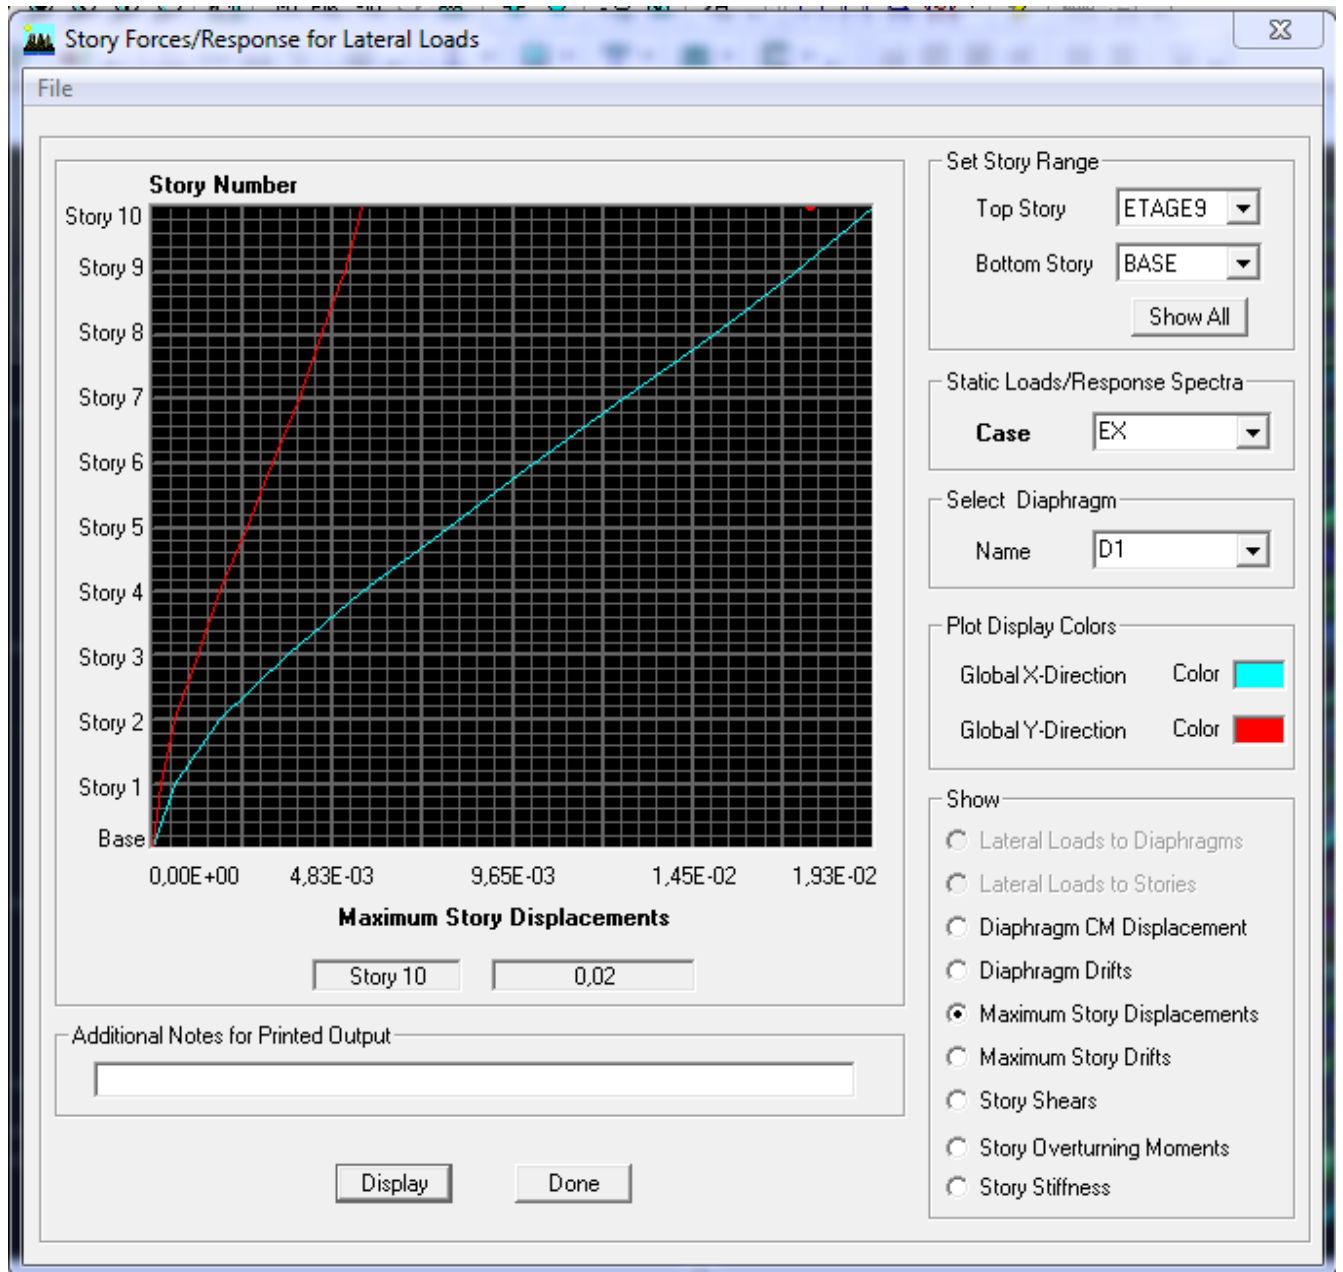 Story Forces/Response for Lateral Loads
File
Story Number
Story 10
Story 9
Story 8
Story 7
Story 6
Story 5
Story 4
Story 3
Story 2
Story 1
Base
0,00E+00 4,83E-03 9,65E-03 1,45E-02 1,93E-02
Maximum Story Displacements
Story 10 0,02
Additional Notes for Printed Output
Display Done
Set Story Range
Top Story ETAGE9
Bottom Story BASE
Show All
Static Loads/Response Spectra
Case EX
Select Diaphragm
Name D1
Plot Display Colors
Global X-Direction Color
Global Y-Direction Color
Show
Lateral Loads to Diaphragms
Lateral Loads to Stories
Diaphragm CM Displacement
Diaphragm Drifts
Maximum Story Displacements
Maximum Story Drifts
Story Shears
Story Overturning Moments
Story Stiffness